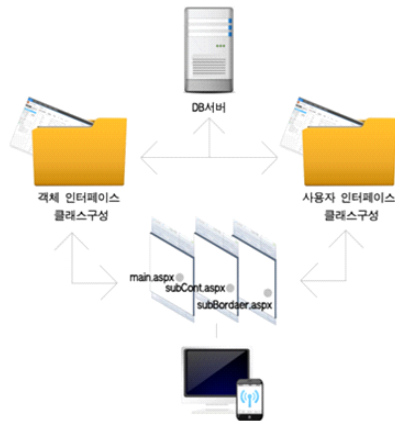 DB서버
객체 인터페이스
클래스구성
사용자 인터페이스
클래스구성
main.aspx
subCont.aspx
subBordaer.aspx